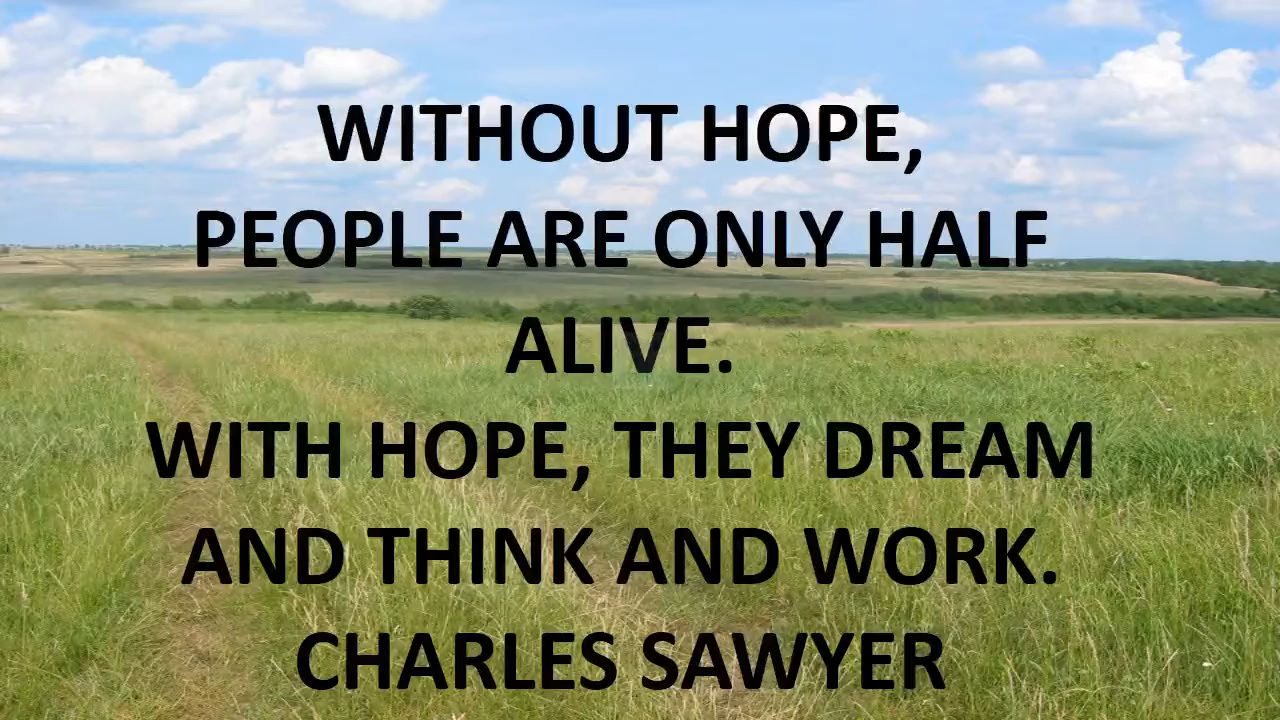 WITHOUT HOPE,
PEOPLE ARE ONLY HALF
ALIVE.
WITH HOPE, THEY DREAM
AND THINK AND WORK.
CHARLES SAWYER